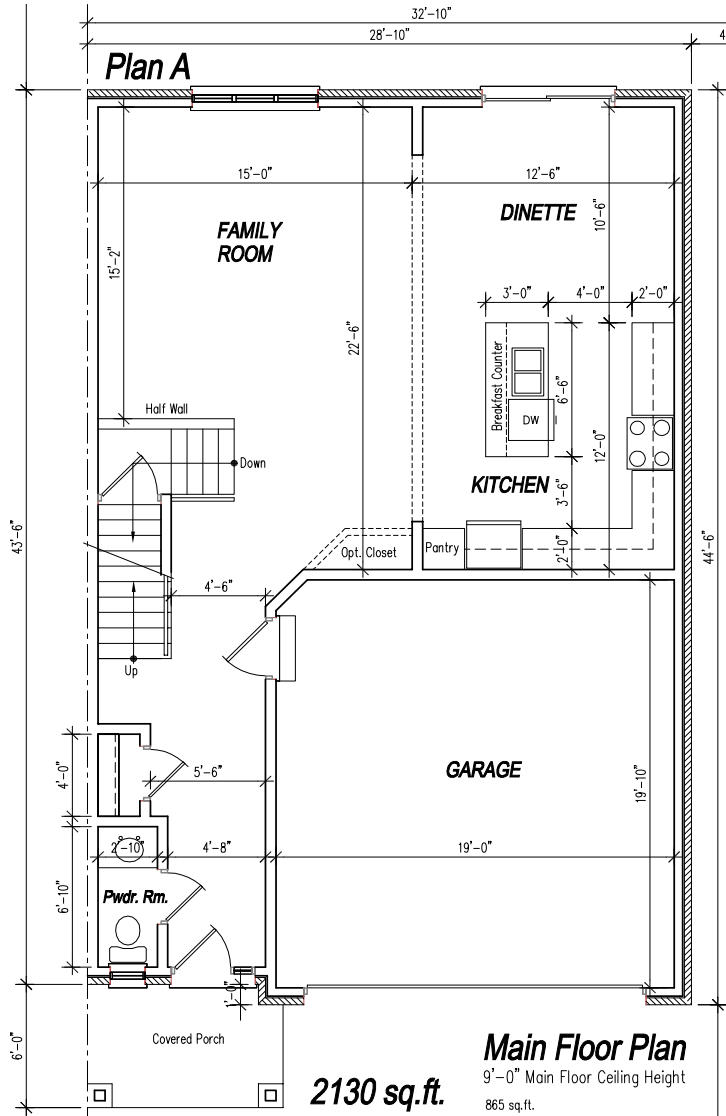 32'-10"
28'-10"
4
Plan A
15'-0"
12'-6"
DINETTE
FAMILY
ROOM
10'-6"
15'-2"
3'-0"
4'-0"
2'-0"
22'-6"
Breakfast Counter
6'-6"
Half Wall
DW
12'-0"
Down
KITCHEN
3'-6"
43'-6"
44'-6"
Opt. Closet
Pantry
2'-0"
4'-6"
Up
4'-0"
5'-6"
GARAGE
19'-10"
2'-10"
4'-8"
19'-0"
6'-10"
Pwdr. Rm.
1'-0"
6'-0"
Covered Porch
Main Floor Plan
9'-0" Main Floor Ceiling Height
2130 sq.ft.
865 sq.ft.